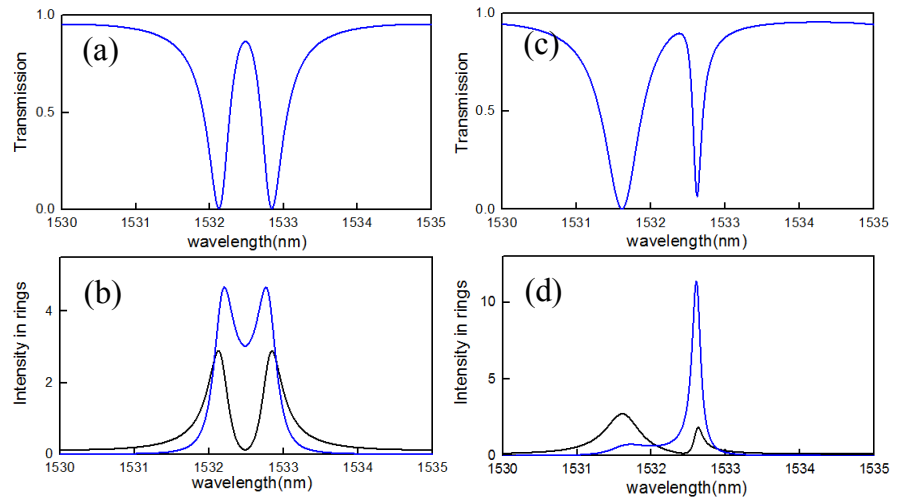 (a)
Transmission
1.0
0.5
0.0
1530 1531 1532 1533 1534 1535
wavelength(nm)
(c)
Transmission
1.0
0.5
0.0
1530 1531 1532 1533 1534 1535
wavelength(nm)
(b)
Intensity in rings
4
2
0
1530 1531 1532 1533 1534 1535
wavelength(nm)
(d)
Intensity in rings
10
5
0
1530 1531 1532 1533 1534 1535
wavelength(nm)